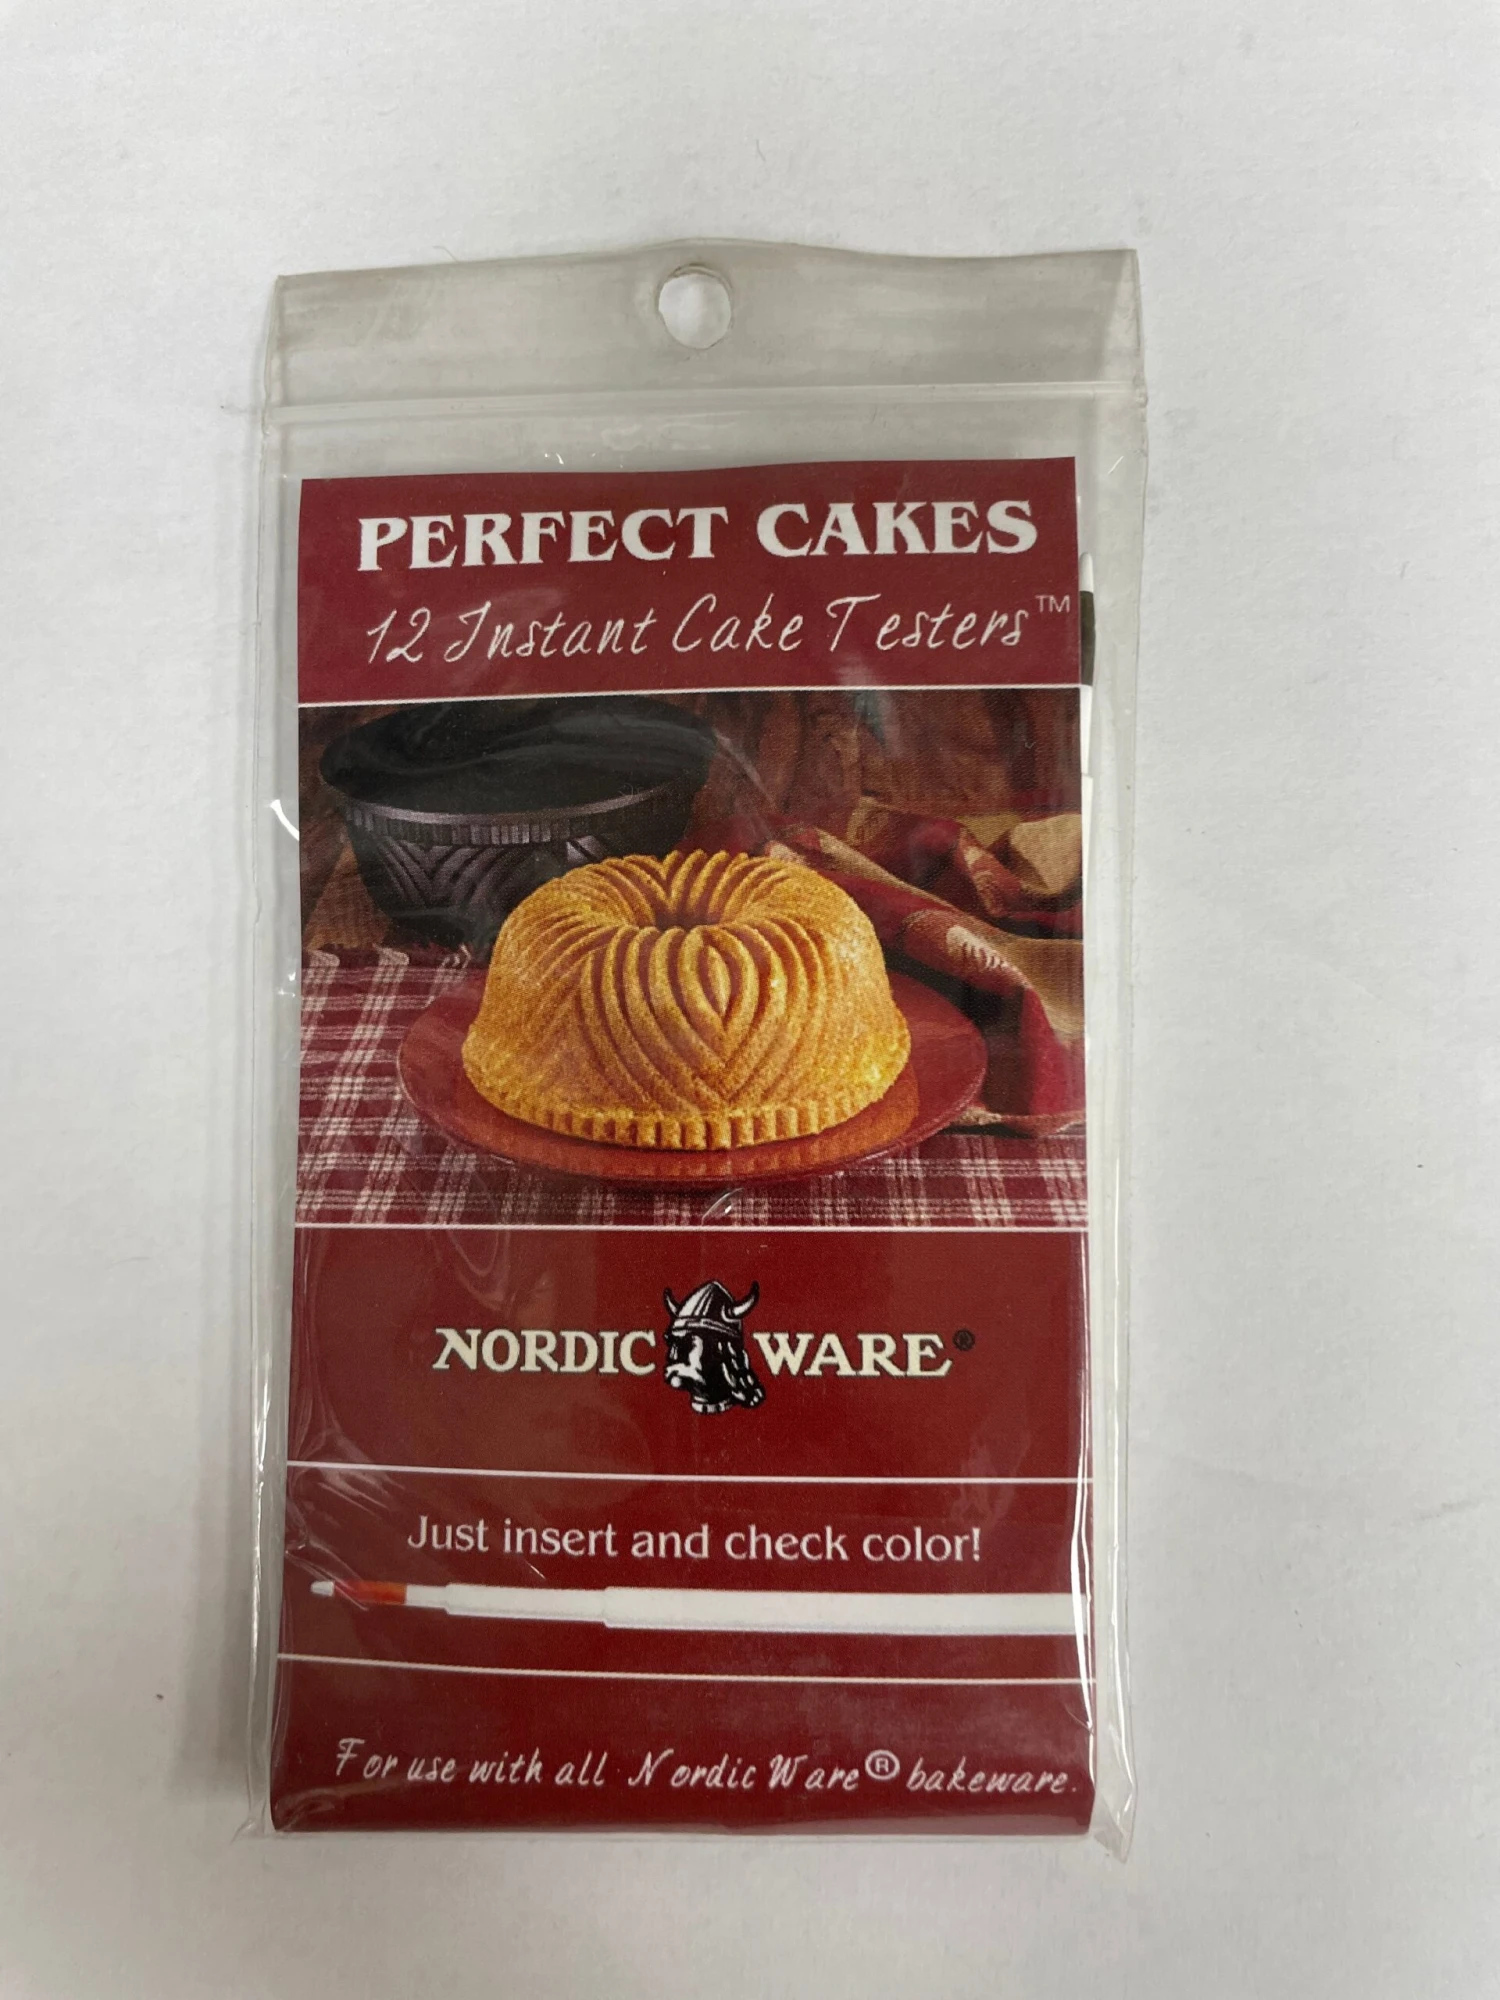 PERFECT CAKES
12 Instant Cake Testers™
NORDIC WARE®
Just insert and check color!
For use with all Nordic Ware® bakeware.